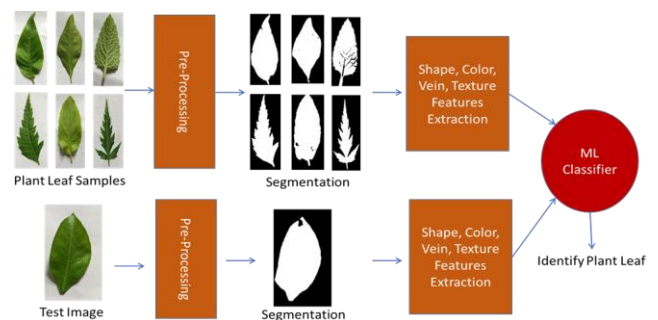 Pre-Processing
Shape, Color,
Vein, Texture
Features
Extraction
Plant Leaf Samples
Segmentation
ML
Classifier
Pre-Processing
Shape, Color,
Vein, Texture
Features
Extraction
Identify Plant Leaf
Test Image
Segmentation